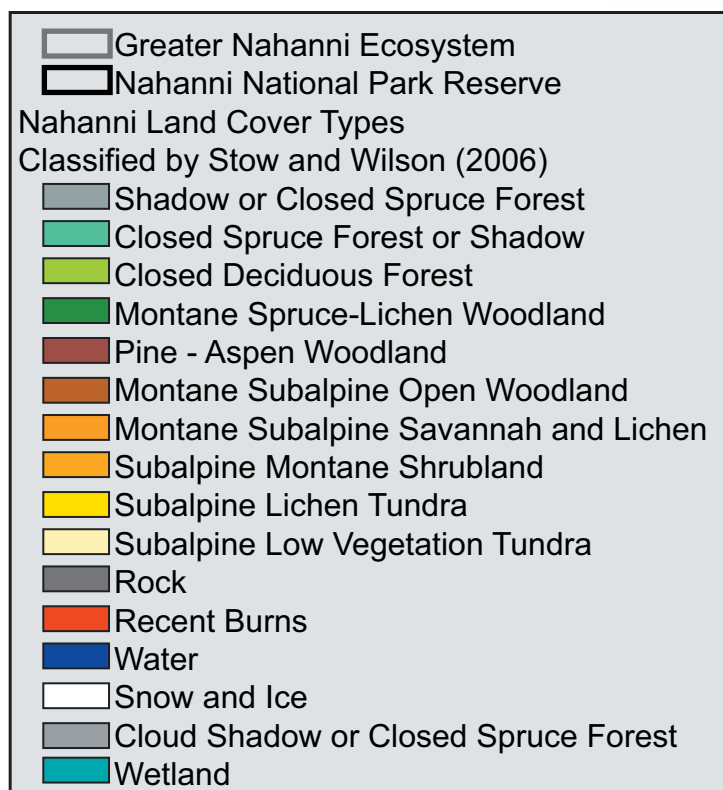 Greater Nahanni Ecosystem
Nahanni National Park Reserve
Nahanni Land Cover Types
Classified by Stow and Wilson (2006)
Shadow or Closed Spruce Forest
Closed Spruce Forest or Shadow
Closed Deciduous Forest
Montane Spruce-Lichen Woodland
Pine - Aspen Woodland
Montane Subalpine Open Woodland
Montane Subalpine Savannah and Lichen
Subalpine Montane Shrubland
Subalpine Lichen Tundra
Subalpine Low Vegetation Tundra
Rock
Recent Burns
Water
Snow and Ice
Cloud Shadow or Closed Spruce Forest
Wetland